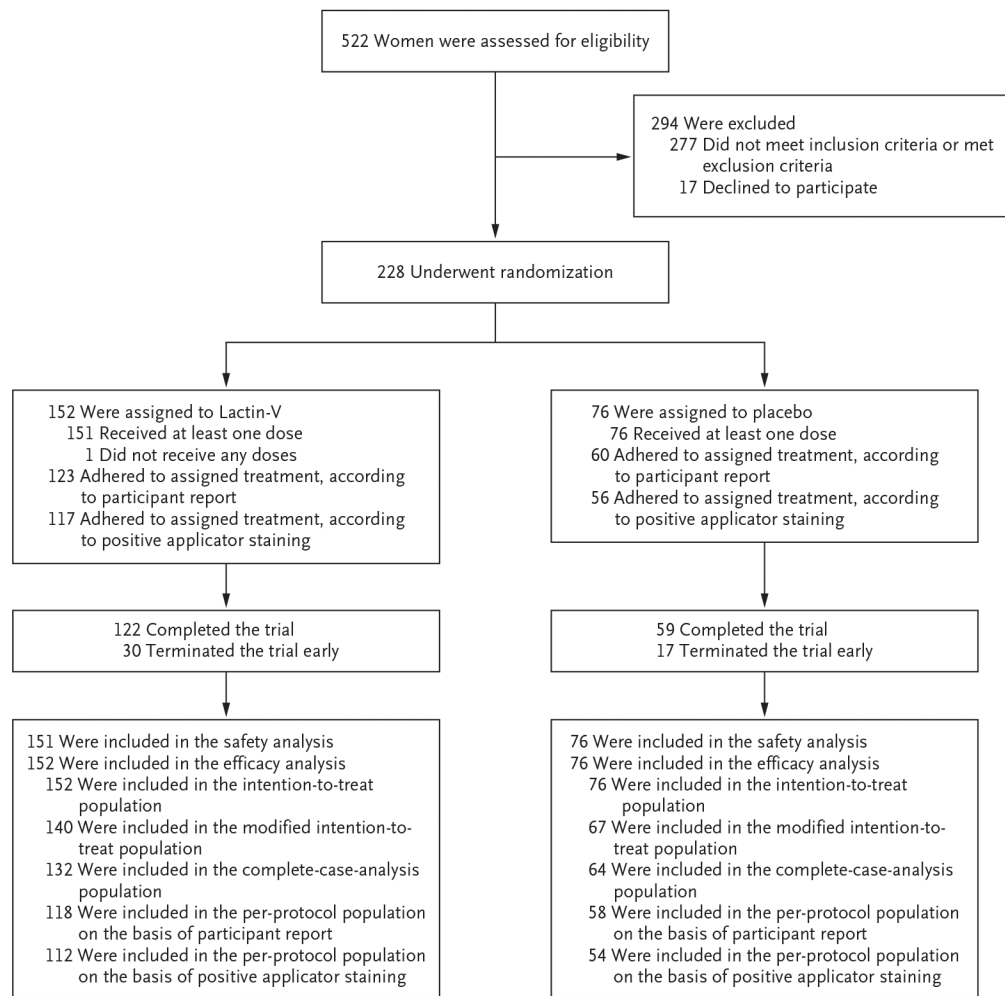 522 Women were assessed for eligibility
294 Were excluded
277 Did not meet inclusion criteria or met
exclusion criteria
17 Declined to participate
228 Underwent randomization
152 Were assigned to Lactin-V
151 Received at least one dose
1 Did not receive any doses
123 Adhered to assigned treatment, according
to participant report
117 Adhered to assigned treatment, according
to positive applicator staining
76 Were assigned to placebo
76 Received at least one dose
60 Adhered to assigned treatment, according
to participant report
56 Adhered to assigned treatment, according
to positive applicator staining
122 Completed the trial
30 Terminated the trial early
59 Completed the trial
17 Terminated the trial early
151 Were included in the safety analysis
152 Were included in the efficacy analysis
152 Were included in the intention-to-treat
population
140 Were included in the modified intention-to-
treat population
132 Were included in the complete-case-analysis
population
118 Were included in the per-protocol population
on the basis of participant report
112 Were included in the per-protocol population
on the basis of positive applicator staining
76 Were included in the safety analysis
76 Were included in the efficacy analysis
76 Were included in the intention-to-treat
population
67 Were included in the modified intention-to-
treat population
64 Were included in the complete-case-analysis
population
58 Were included in the per-protocol population
on the basis of participant report
54 Were included in the per-protocol population
on the basis of positive applicator staining